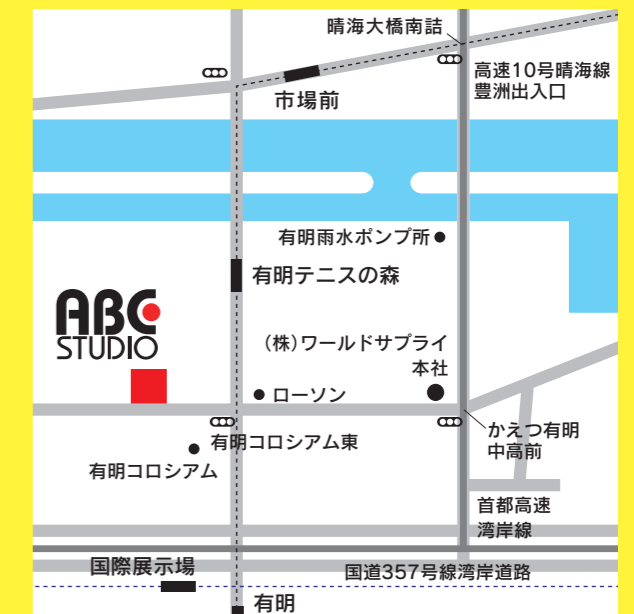 晴海大橋南詰
高速10号晴海線
豊洲出入口
市場前
有明雨水ポンプ所
有明テニスの森
ABC
STUDIO
(株)ワールドサプライ
本社
ローソン
有明コロシアム東
かえつ有明
中高前
有明コロシアム
首都高速
湾岸線
国際展示場
国道357号線湾岸道路
有明